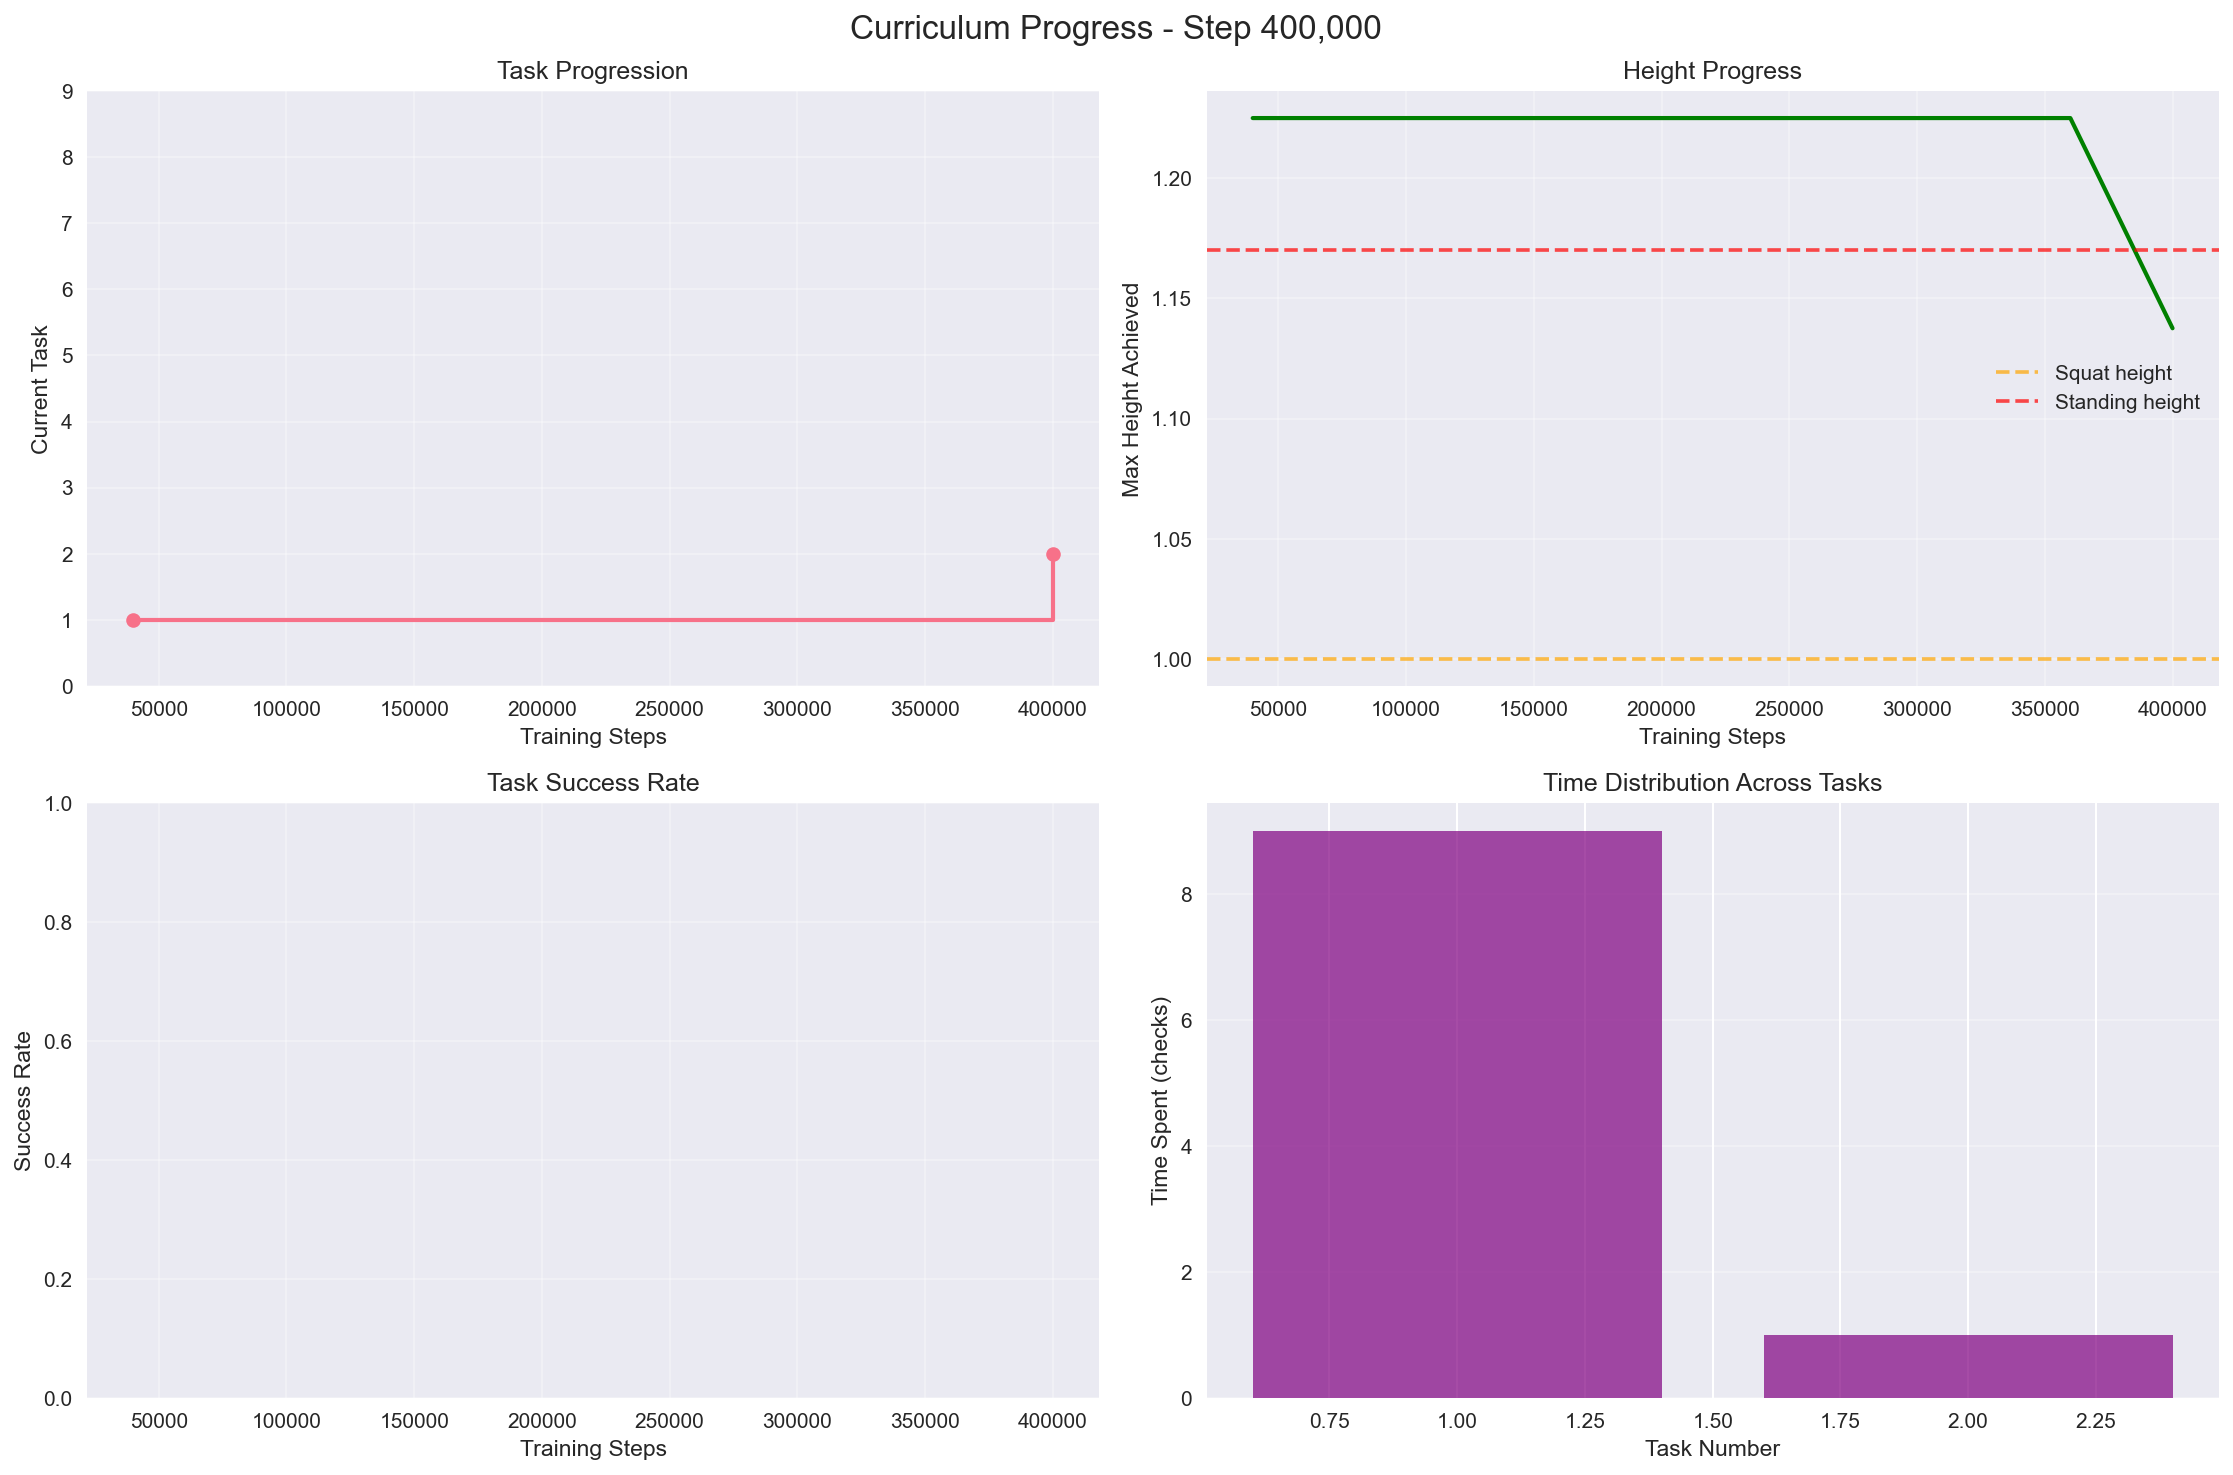 Curriculum Progress - Step 400,000
Task Progression
Current Task
9
8
7
6
5
4
3
2
1
0
50000 100000 150000 200000 250000 300000 350000 400000
Training Steps
Height Progress
Max Height Achieved
1.20
1.15
1.10
1.05
1.00
Squat height
Standing height
50000 100000 150000 200000 250000 300000 350000 400000
Training Steps
Task Success Rate
Success Rate
1.0
0.8
0.6
0.4
0.2
0.0
50000 100000 150000 200000 250000 300000 350000 400000
Training Steps
Time Distribution Across Tasks
Time Spent (checks)
8
6
4
2
0
0.75 1.00 1.25 1.50 1.75 2.00 2.25
Task Number